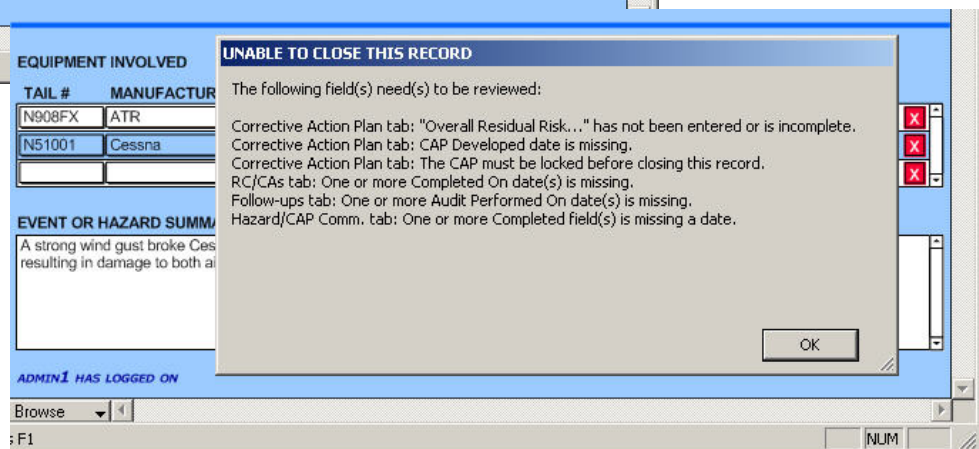 EQUIPMENT INVOLVED
TAIL # MANUFACTUR
N908FX ATR X
N51001 Cessna X
X
UNABLE TO CLOSE THIS RECORD
The following field(s) need(s) to be reviewed:
Corrective Action Plan tab: "Overall Residual Risk..." has not been entered or is incomplete.
Corrective Action Plan tab: CAP Developed date is missing.
Corrective Action Plan tab: The CAP must be locked before closing this record.
RC/CAs tab: One or more Completed On date(s) is missing.
Follow-ups tab: One or more Audit Performed On date(s) is missing.
Hazard/CAP Comm. tab: One or more Completed field(s) is missing a date.
OK
EVENT OR HAZARD SUMMA
A strong wind gust broke Ces
resulting in damage to both ai
ADMIN1 HAS LOGGED ON
Browse
s F1
NUM